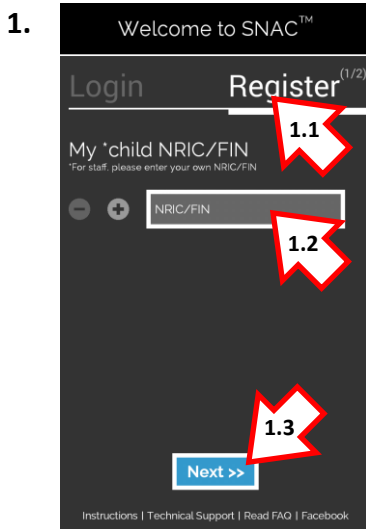 1.
Welcome to SNAC™
Login
Register(1/2)
1.1
My *child NRIC/FIN
*For staff. please enter your own NRIC/FIN
NRIC/FIN
1.2
1.3
Next >>
Instructions | Technical Support | Read FAQ | Facebook